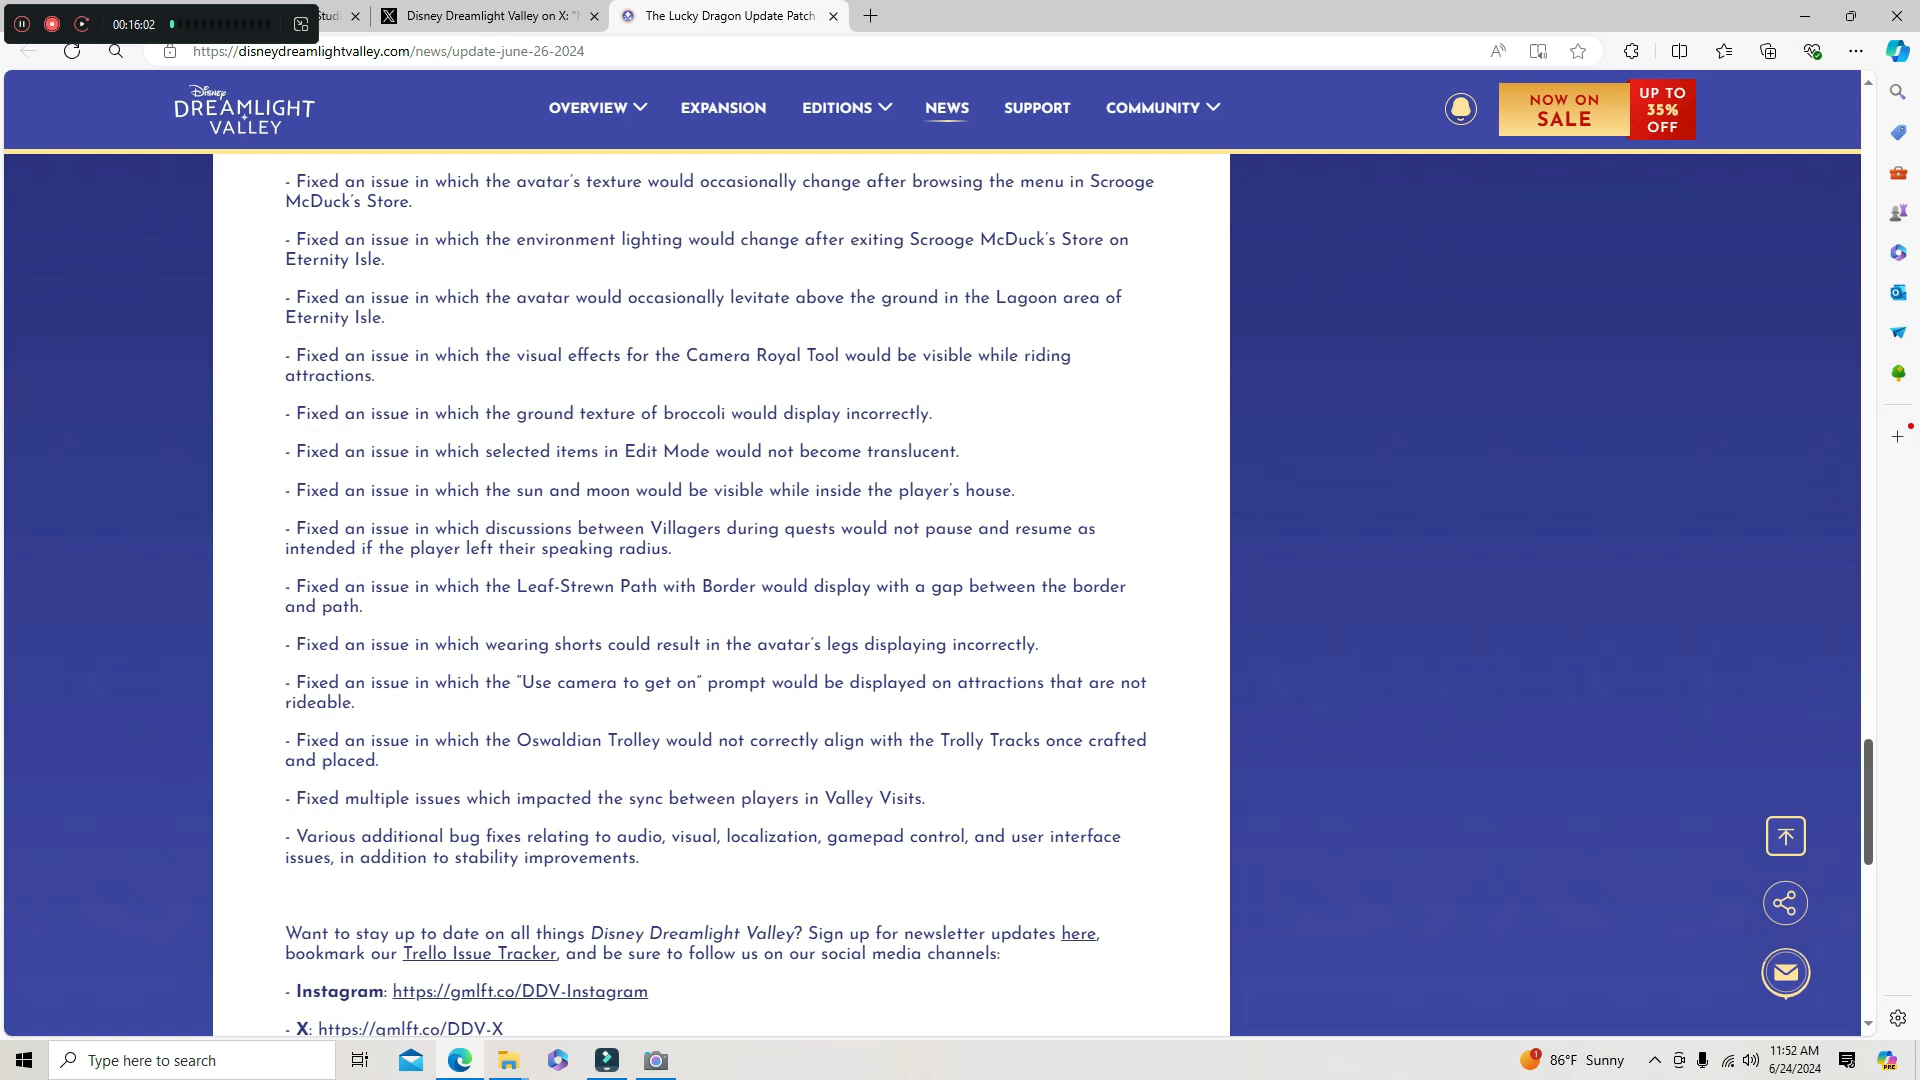 00:16:02
Disney Dreamlight Valley on X: "
The Lucky Dragon Update Patch
https://disneydreamlightvalley.com/news/update-june-26-2024
Disney
DREAMLIGHT
VALLEY
OVERVIEW
EXPANSION
EDITIONS
NEWS
SUPPORT
COMMUNITY
NOW ON
SALE
UP TO
35%
OFF
- Fixed an issue in which the avatar's texture would occasionally change after browsing the menu in Scrooge
McDuck's Store.
- Fixed an issue in which the environment lighting would change after exiting Scrooge McDuck's Store on
Eternity Isle.
- Fixed an issue in which the avatar would occasionally levitate above the ground in the Lagoon area of
Eternity Isle.
- Fixed an issue in which the visual effects for the Camera Royal Tool would be visible while riding
attractions.
- Fixed an issue in which the ground texture of broccoli would display incorrectly.
- Fixed an issue in which selected items in Edit Mode would not become translucent.
- Fixed an issue in which the sun and moon would be visible while inside the player's house.
- Fixed an issue in which discussions between Villagers during quests would not pause and resume as
intended if the player left their speaking radius.
- Fixed an issue in which the Leaf-Strewn Path with Border would display with a gap between the border
and path.
- Fixed an issue in which wearing shorts could result in the avatar's legs displaying incorrectly.
- Fixed an issue in which the "Use camera to get on" prompt would be displayed on attractions that are not
rideable.
- Fixed an issue in which the Oswaldian Trolley would not correctly align with the Trolly Tracks once crafted
and placed.
- Fixed multiple issues which impacted the sync between players in Valley Visits.
- Various additional bug fixes relating to audio, visual, localization, gamepad control, and user interface
issues, in addition to stability improvements.
Want to stay up to date on all things Disney Dreamlight Valley? Sign up for newsletter updates here,
bookmark our Trello Issue Tracker, and be sure to follow us on our social media channels:
- Instagram: https://gmlft.co/DDV-Instagram
- X: https://gmlft.co/DDV-X
Type here to search
86°F Sunny
11:52 AM
6/24/2024